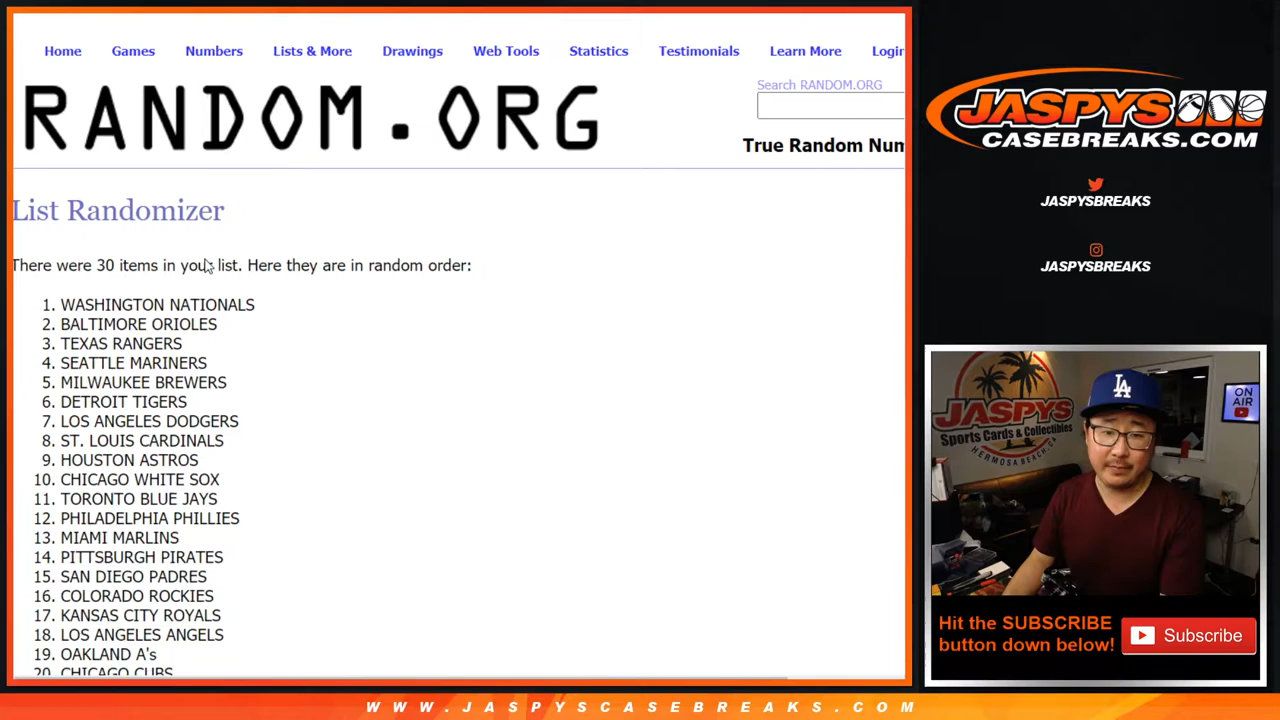 Home Games Numbers Lists & More Drawings Web Tools Statistics Testimonials Learn More Login
Search RANDOM.ORG
RANDOM.ORG
True Random Num
List Randomizer
There were 30 items in your list. Here they are in random order:
1. WASHINGTON NATIONALS
2. BALTIMORE ORIOLES
3. TEXAS RANGERS
4. SEATTLE MARINERS
5. MILWAUKEE BREWERS
6. DETROIT TIGERS
7. LOS ANGELES DODGERS
8. ST. LOUIS CARDINALS
9. HOUSTON ASTROS
10. CHICAGO WHITE SOX
11. TORONTO BLUE JAYS
12. PHILADELPHIA PHILLIES
13. MIAMI MARLINS
14. PITTSBURGH PIRATES
15. SAN DIEGO PADRES
16. COLORADO ROCKIES
17. KANSAS CITY ROYALS
18. LOS ANGELES ANGELS
19. OAKLAND A's
20. CHICAGO CUBS
JASPYS
CASEBREAKS.COM
JASPYSBREAKS
JASPYSBREAKS
JASPYS
Sports Cards & Collectibles
HERMOSA BEACH, CA
LA
ON
AIR
Hit the SUBSCRIBE
button down below!
Subscribe
WWW.JASPYSCASEBREAKS.COM